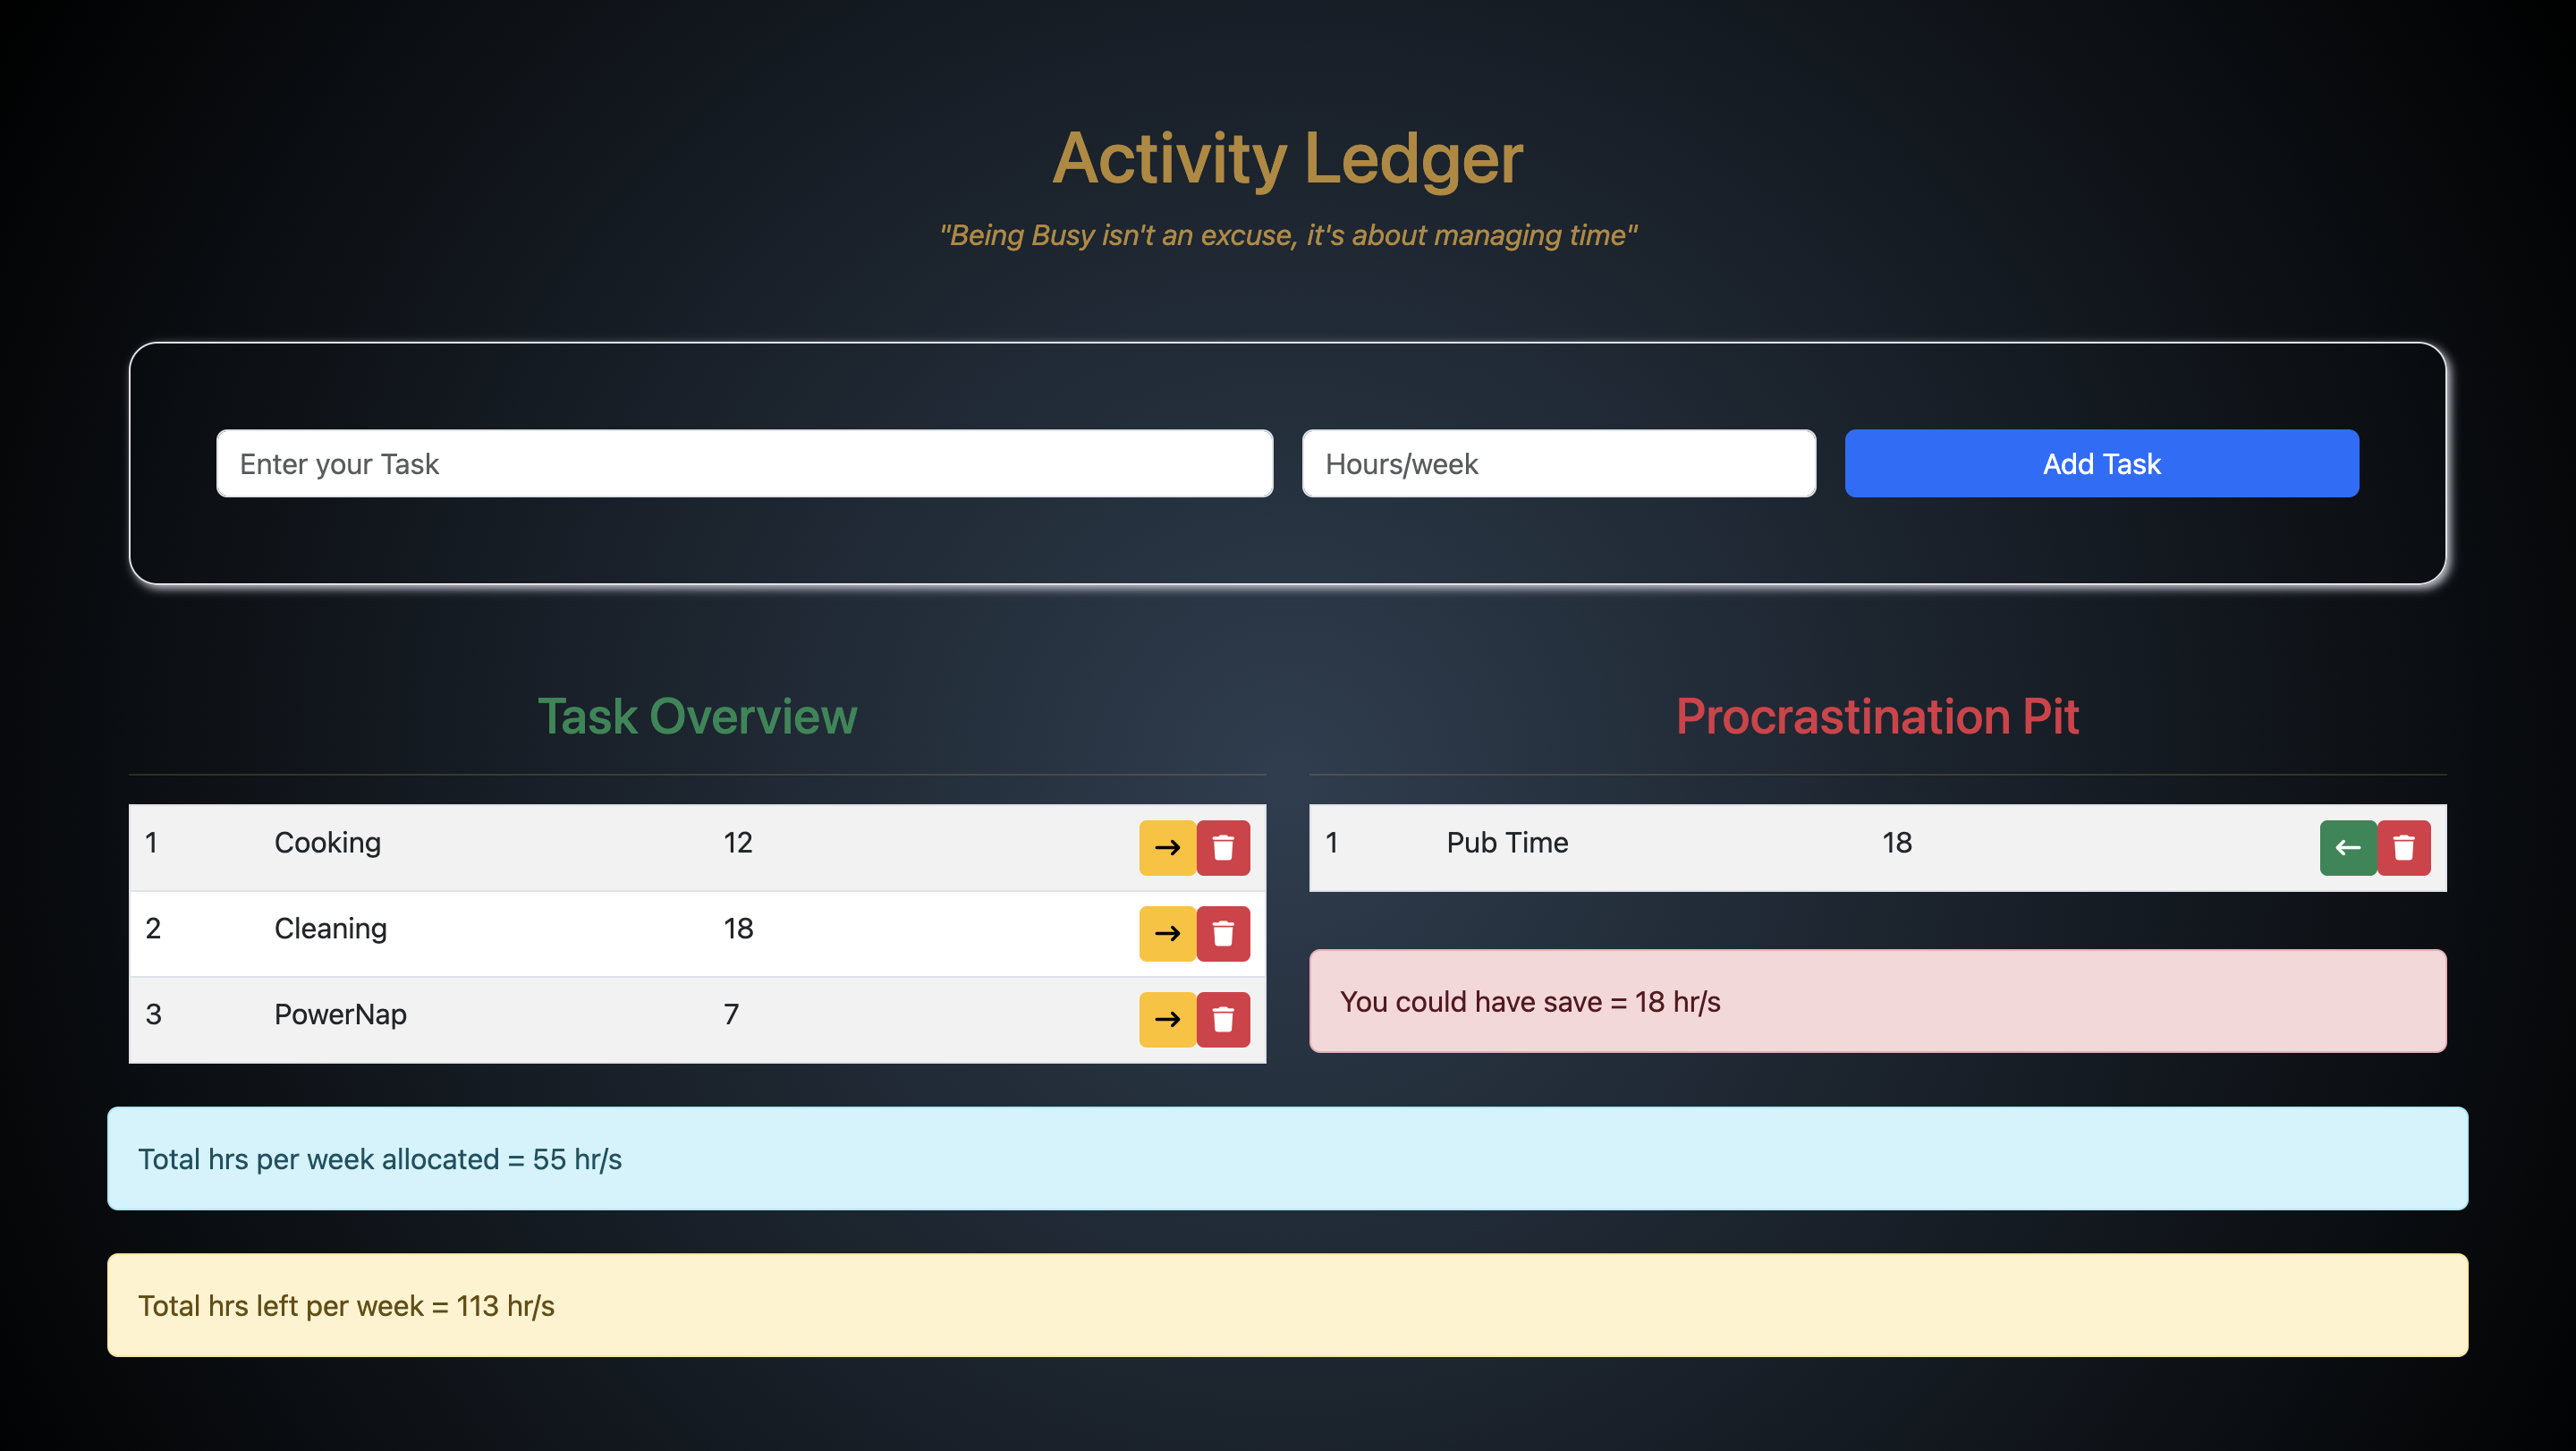 Activity Ledger
"Being Busy isn't an excuse, it's about managing time"
Enter your Task
Hours/week
Add Task
Task Overview
1 Cooking 12
2 Cleaning 18
3 PowerNap 7
Procrastination Pit
1 Pub Time 18
You could have save = 18 hr/s
Total hrs per week allocated = 55 hr/s
Total hrs left per week = 113 hr/s